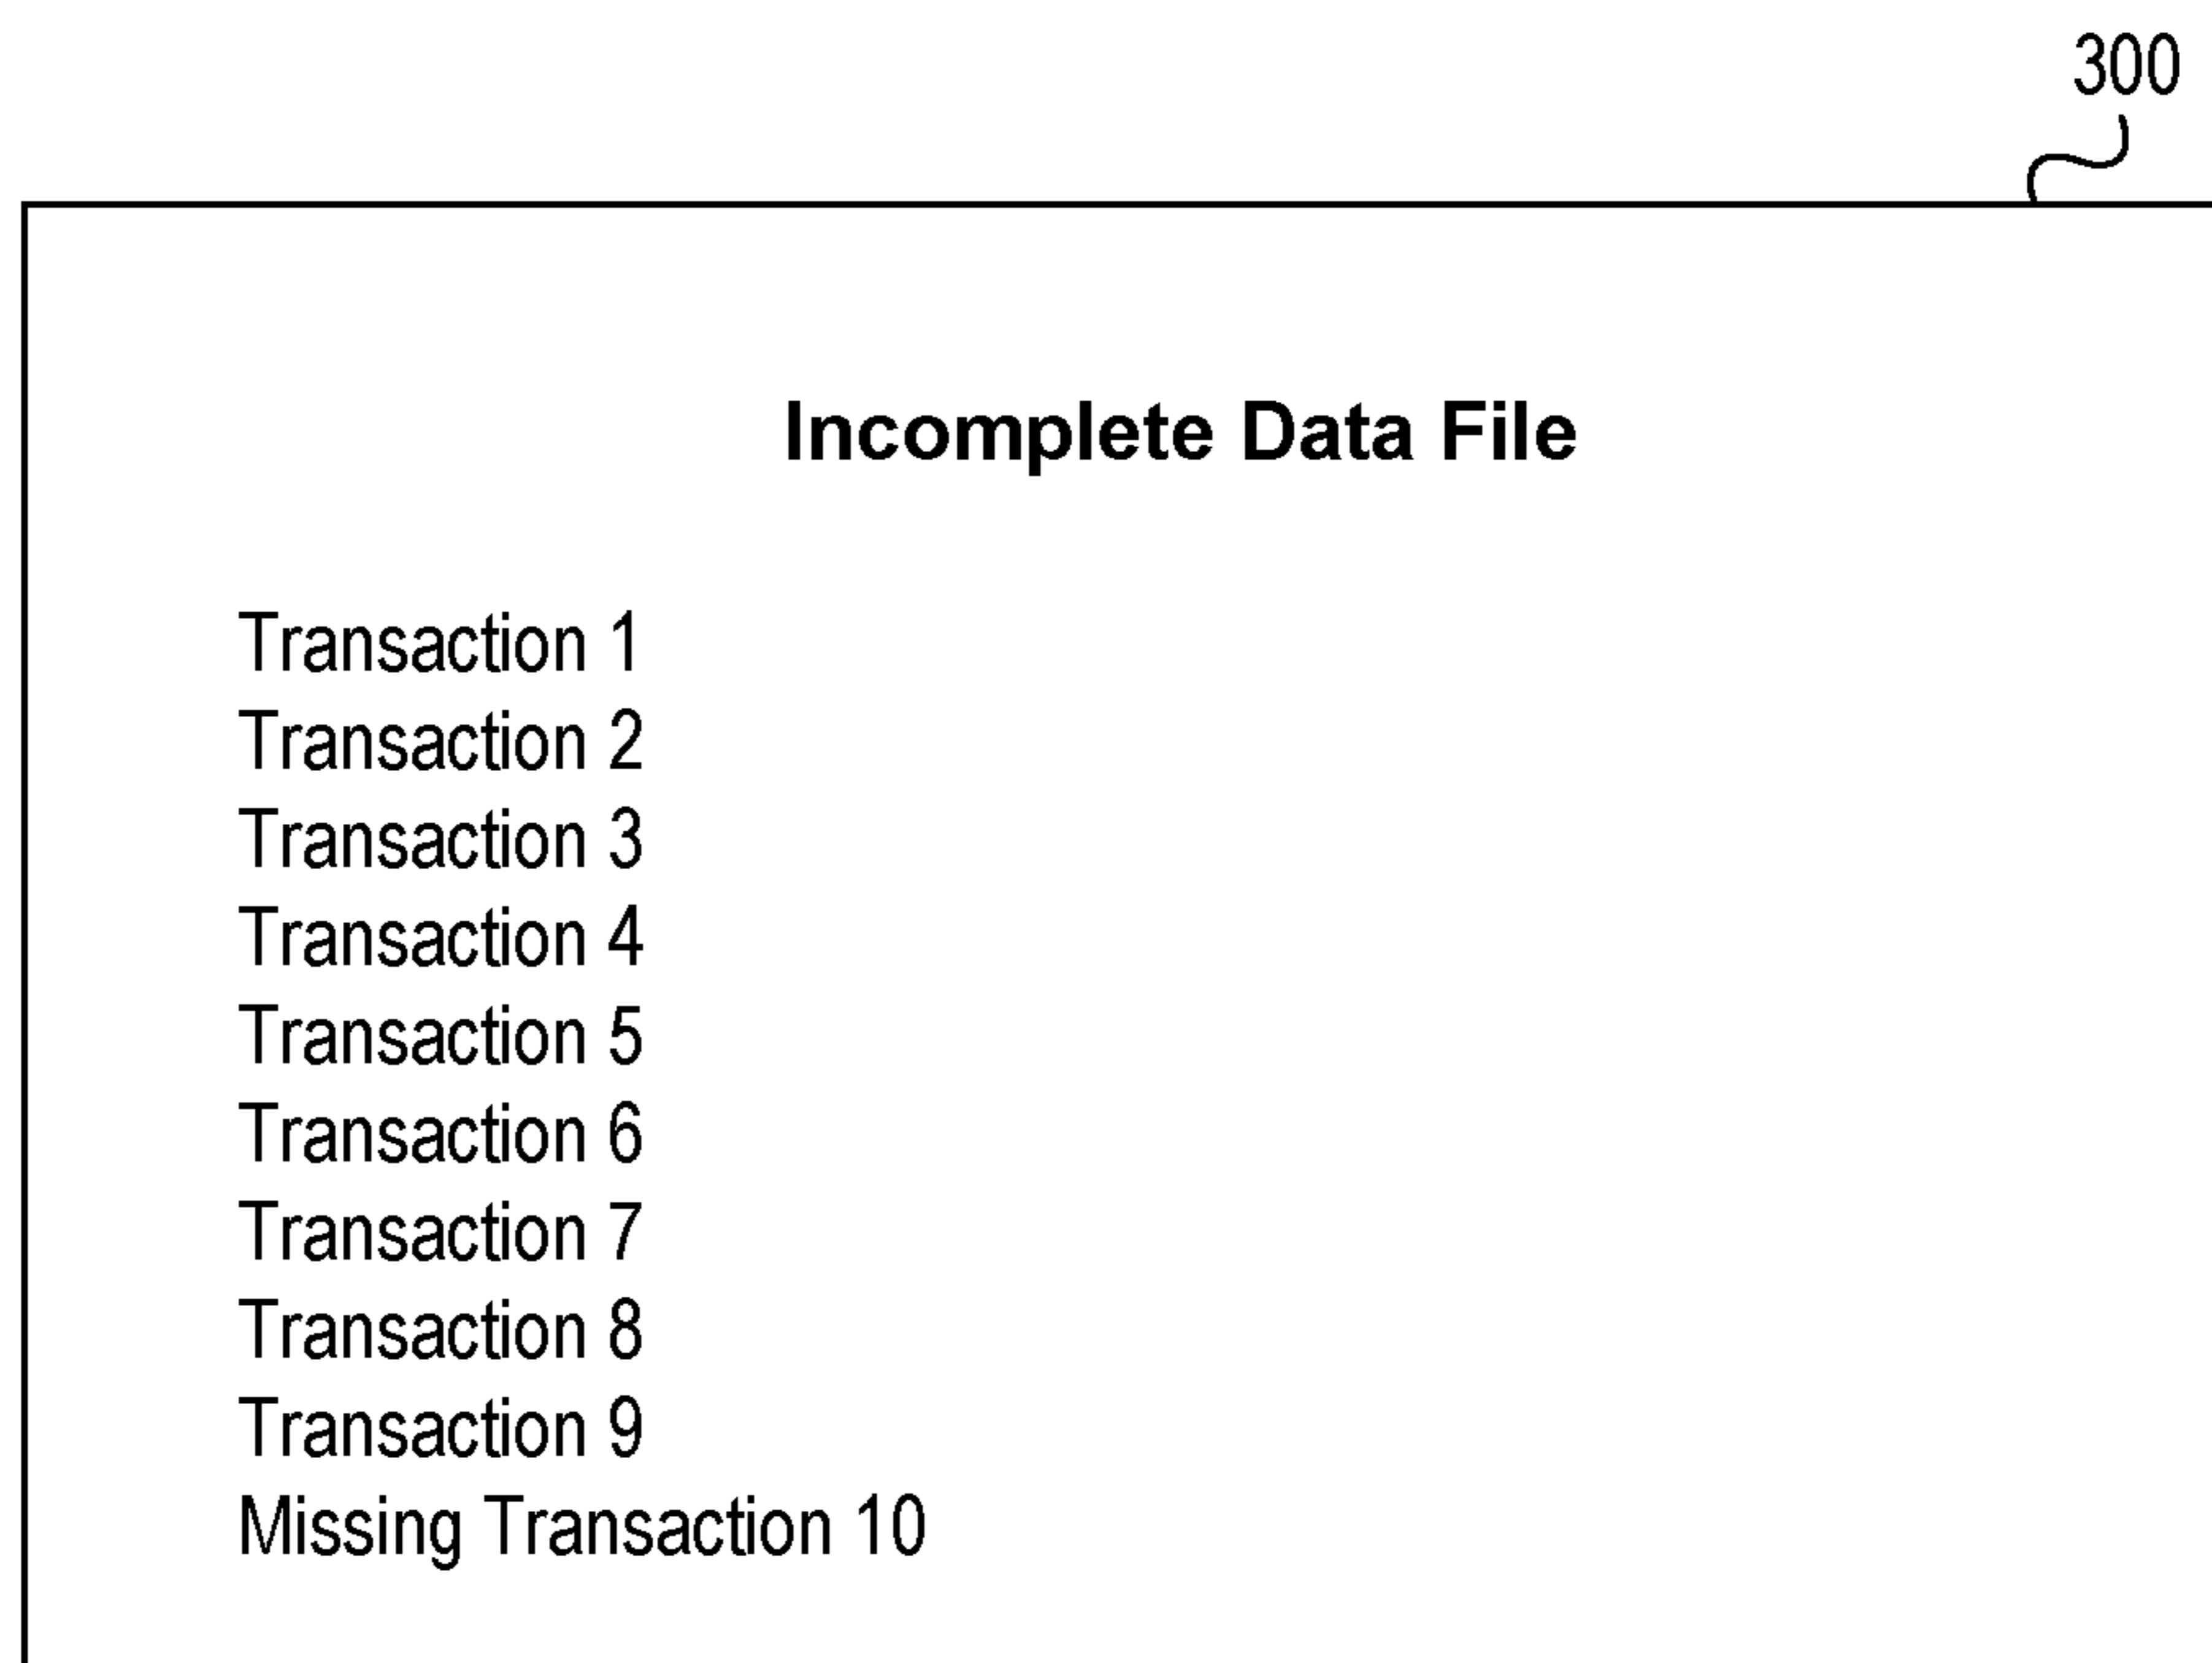 300
Incomplete Data File
Transaction 1
Transaction 2
Transaction 3
Transaction 4
Transaction 5
Transaction 6
Transaction 7
Transaction 8
Transaction 9
Missing Transaction 10